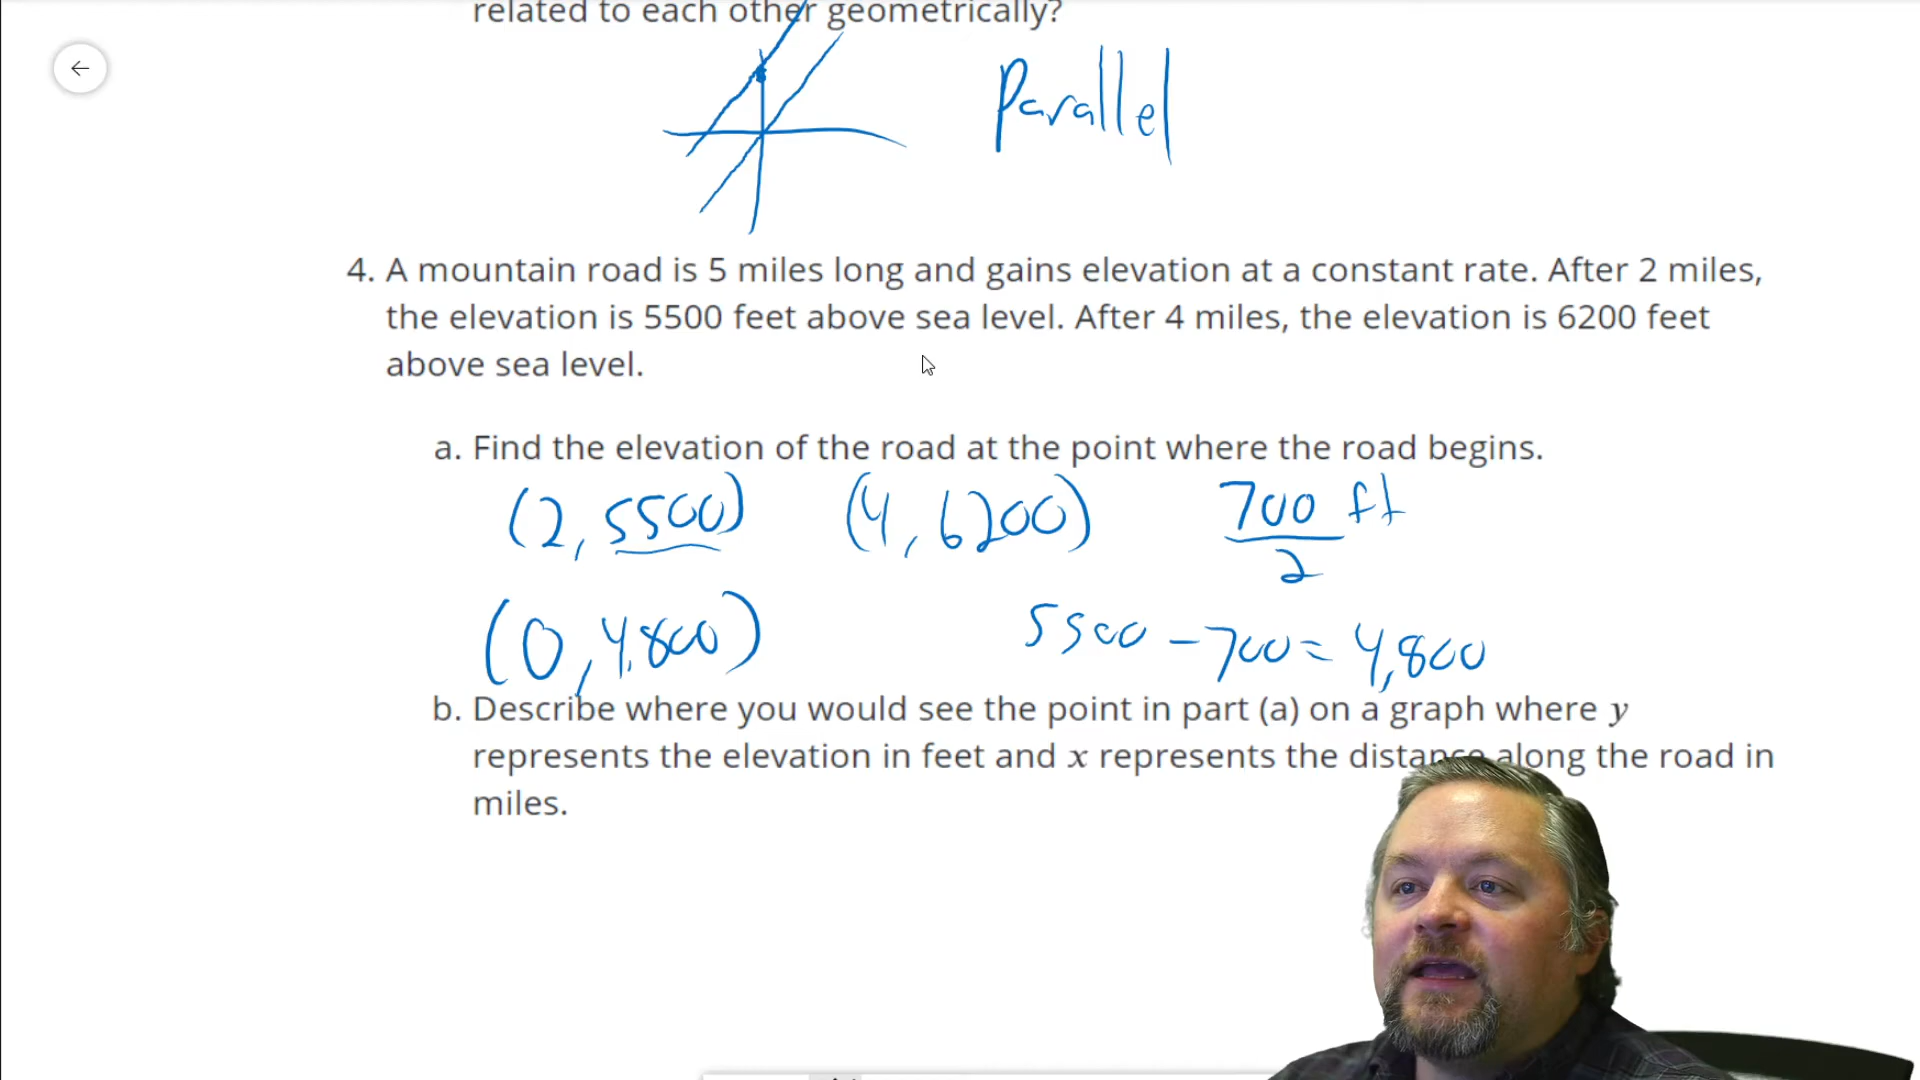 related to each other geometrically?
Parallel
4. A mountain road is 5 miles long and gains elevation at a constant rate. After 2 miles,
the elevation is 5500 feet above sea level. After 4 miles, the elevation is 6200 feet
above sea level.
a. Find the elevation of the road at the point where the road begins.
(2, 5500) (4, 6200) 700 ft
2
(0, 4,800) 5500 - 700 = 4,800
b. Describe where you would see the point in part (a) on a graph where y
represents the elevation in feet and x represents the distance along the road in
miles.